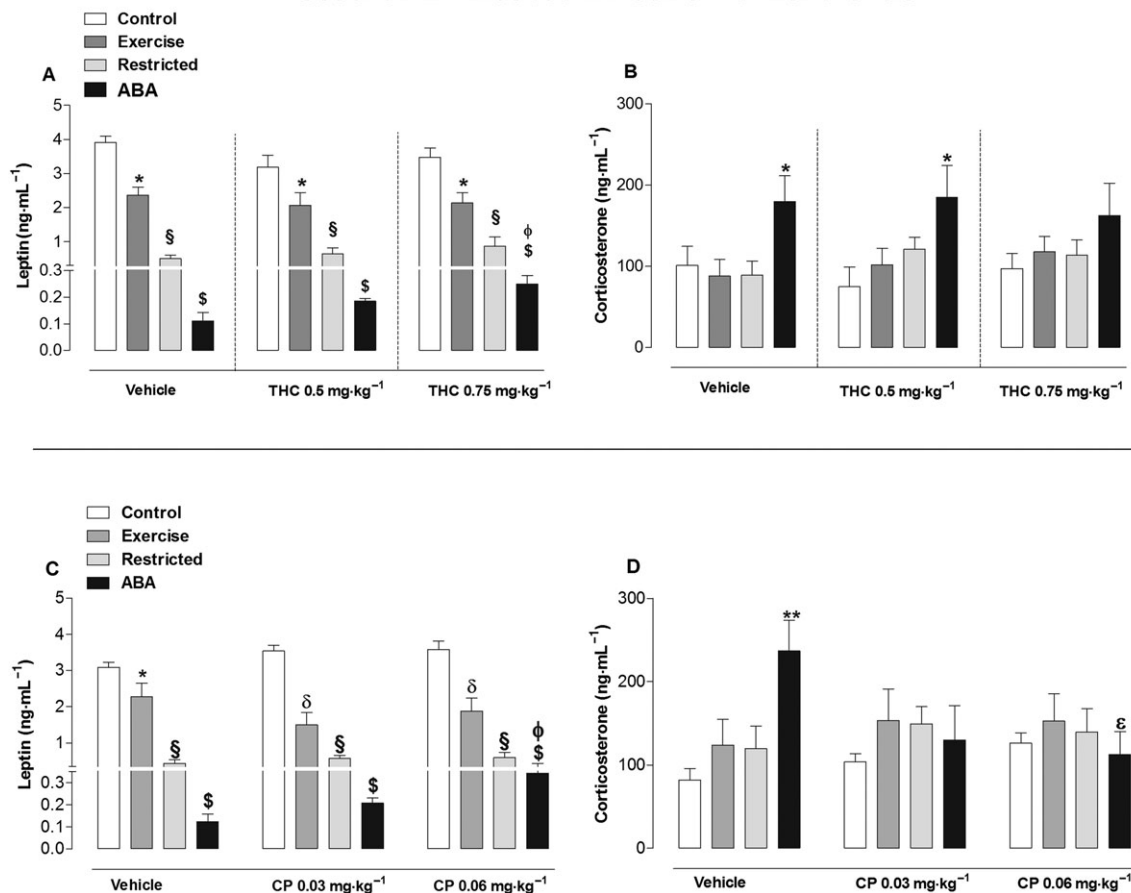 Control
Exercise
Restricted
ABA
A
Leptin (ng·mL⁻¹)
5
4
3
2
1
0.3
0.2
0.1
0.0
*
§
$
*
§
*
§
ϕ
$
Vehicle
THC 0.5 mg·kg⁻¹
THC 0.75 mg·kg⁻¹
B
Corticosterone (ng·mL⁻¹)
300
200
100
0
*
*
Vehicle
THC 0.5 mg·kg⁻¹
THC 0.75 mg·kg⁻¹
Control
Exercise
Restricted
ABA
C
Leptin (ng·mL⁻¹)
5
4
3
2
1
0.3
0.2
0.1
0.0
*
§
$
δ
§
$
δ
§
ϕ
$
Vehicle
CP 0.03 mg·kg⁻¹
CP 0.06 mg·kg⁻¹
D
Corticosterone (ng·mL⁻¹)
300
200
100
0
**
ε
Vehicle
CP 0.03 mg·kg⁻¹
CP 0.06 mg·kg⁻¹